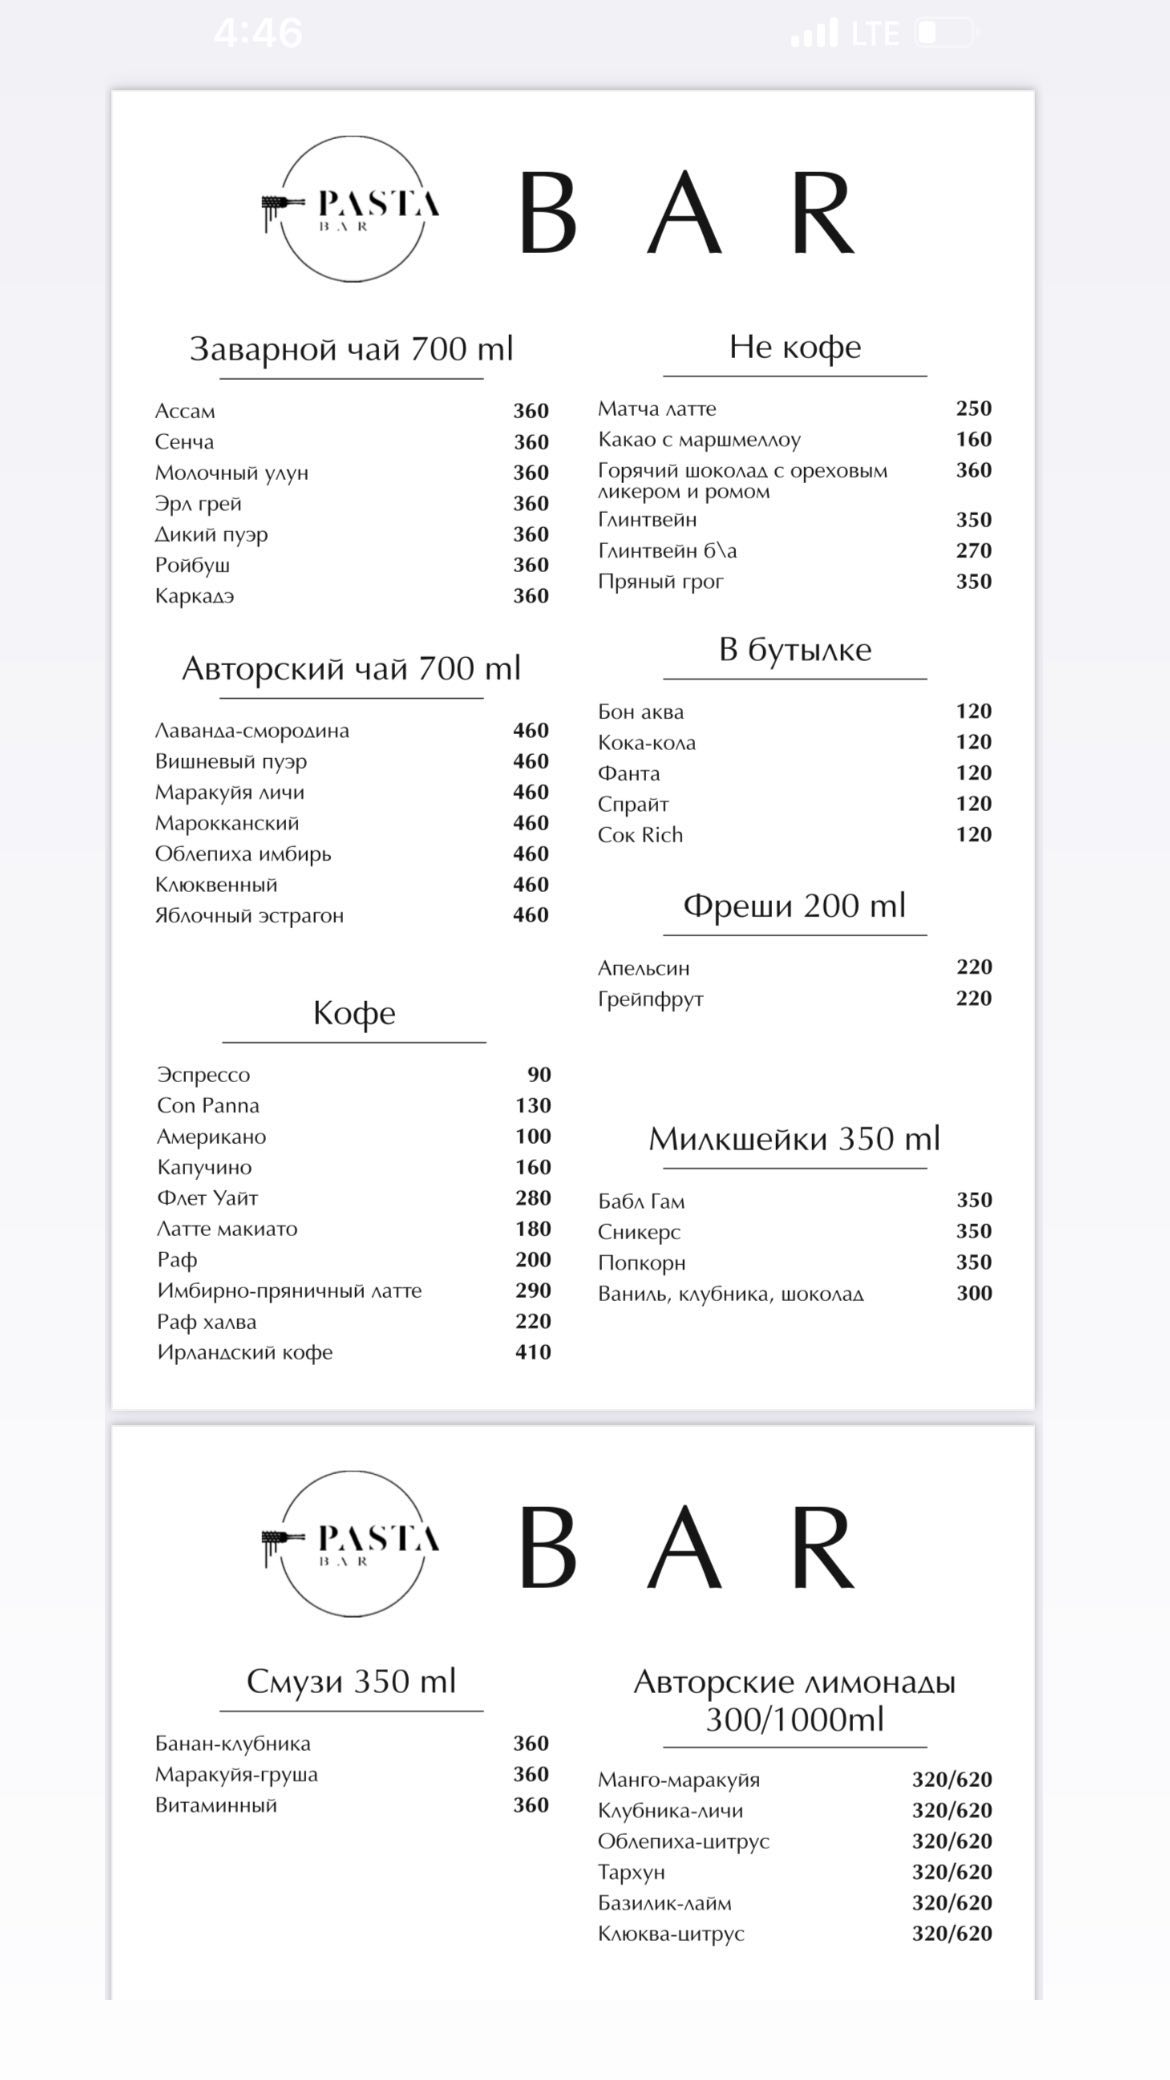 4:46
LTE
PASTA
BAR
BAR
Заварной чай 700 ml
Ассам 360
Сенча 360
Молочный улун 360
Эрл грей 360
Дикий пуэр 360
Ройбуш 360
Каркадэ 360
Авторский чай 700 ml
Лаванда-смородина 460
Вишневый пуэр 460
Маракуйя личи 460
Марокканский 460
Облепиха имбирь 460
Клюквенный 460
Яблочный эстрагон 460
Кофе
Эспрессо 90
Con Panna 130
Американо 100
Капучино 160
Флет Уайт 280
Латте макиато 180
Раф 200
Имбирно-пряничный латте 290
Раф халва 220
Ирландский кофе 410
Не кофе
Матча латте 250
Какао с маршмеллоу 160
Горячий шоколад с ореховым 360
ликером и ромом
Глинтвейн 350
Глинтвейн б\а 270
Пряный грог 350
В бутылке
Бон аква 120
Кока-кола 120
Фанта 120
Спрайт 120
Сок Rich 120
Фреши 200 ml
Апельсин 220
Грейпфрут 220
Милкшейки 350 ml
Бабл Гам 350
Сникерс 350
Попкорн 350
Ваниль, клубника, шоколад 300
PASTA
BAR
BAR
Смузи 350 ml
Банан-клубника 360
Маракуйя-груша 360
Витаминный 360
Авторские лимонады
300/1000ml
Манго-маракуйя 320/620
Клубника-личи 320/620
Облепиха-цитрус 320/620
Тархун 320/620
Базилик-лайм 320/620
Клюква-цитрус 320/620